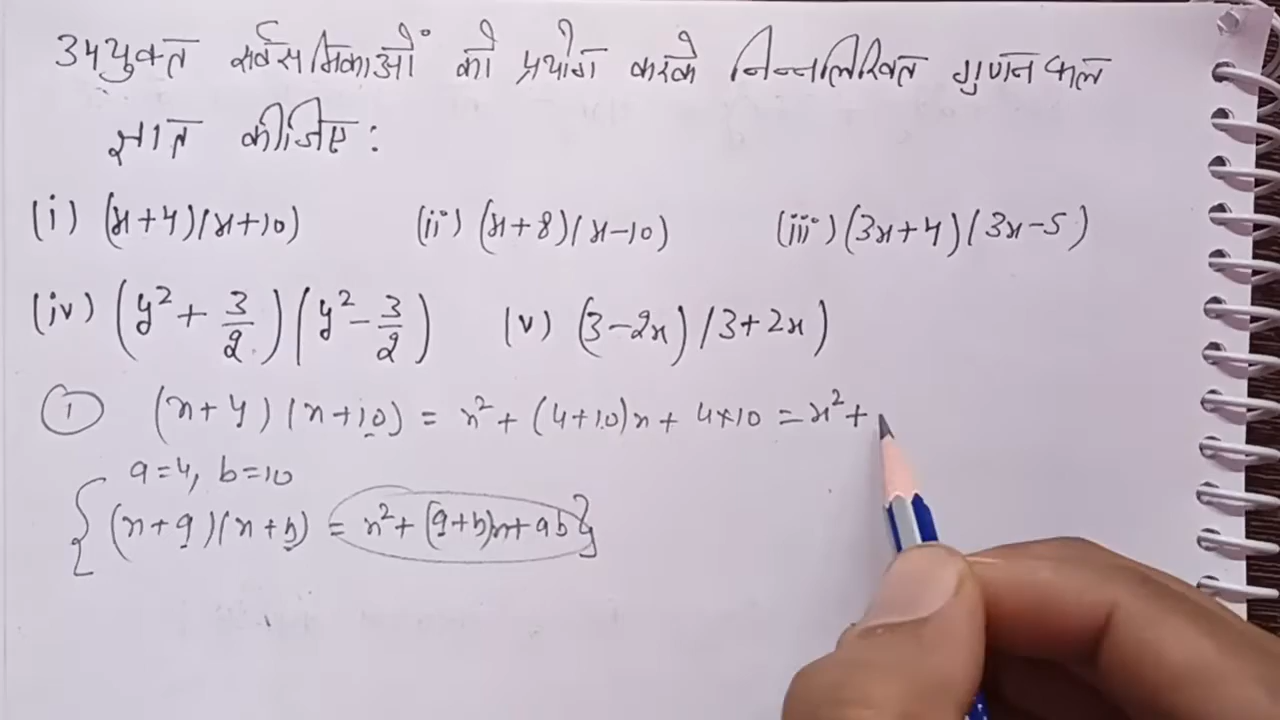 उपयुक्त सर्वसमिकाओं का प्रयोग करके निन्नलिखित गुणनफल
ज्ञात कीजिए :
(i) (x+4)(x+10) (ii) (x+8)(x-10) (iii) (3x+4)(3x-5)
(iv) (y² + 3/2)(y² - 3/2) (v) (3-2x)(3+2x)
① (x+4)(x+10) = x² + (4+10)x + 4×10 = x² +
a=4, b=10
{(x+a)(x+b) = x² + (a+b)x + ab}